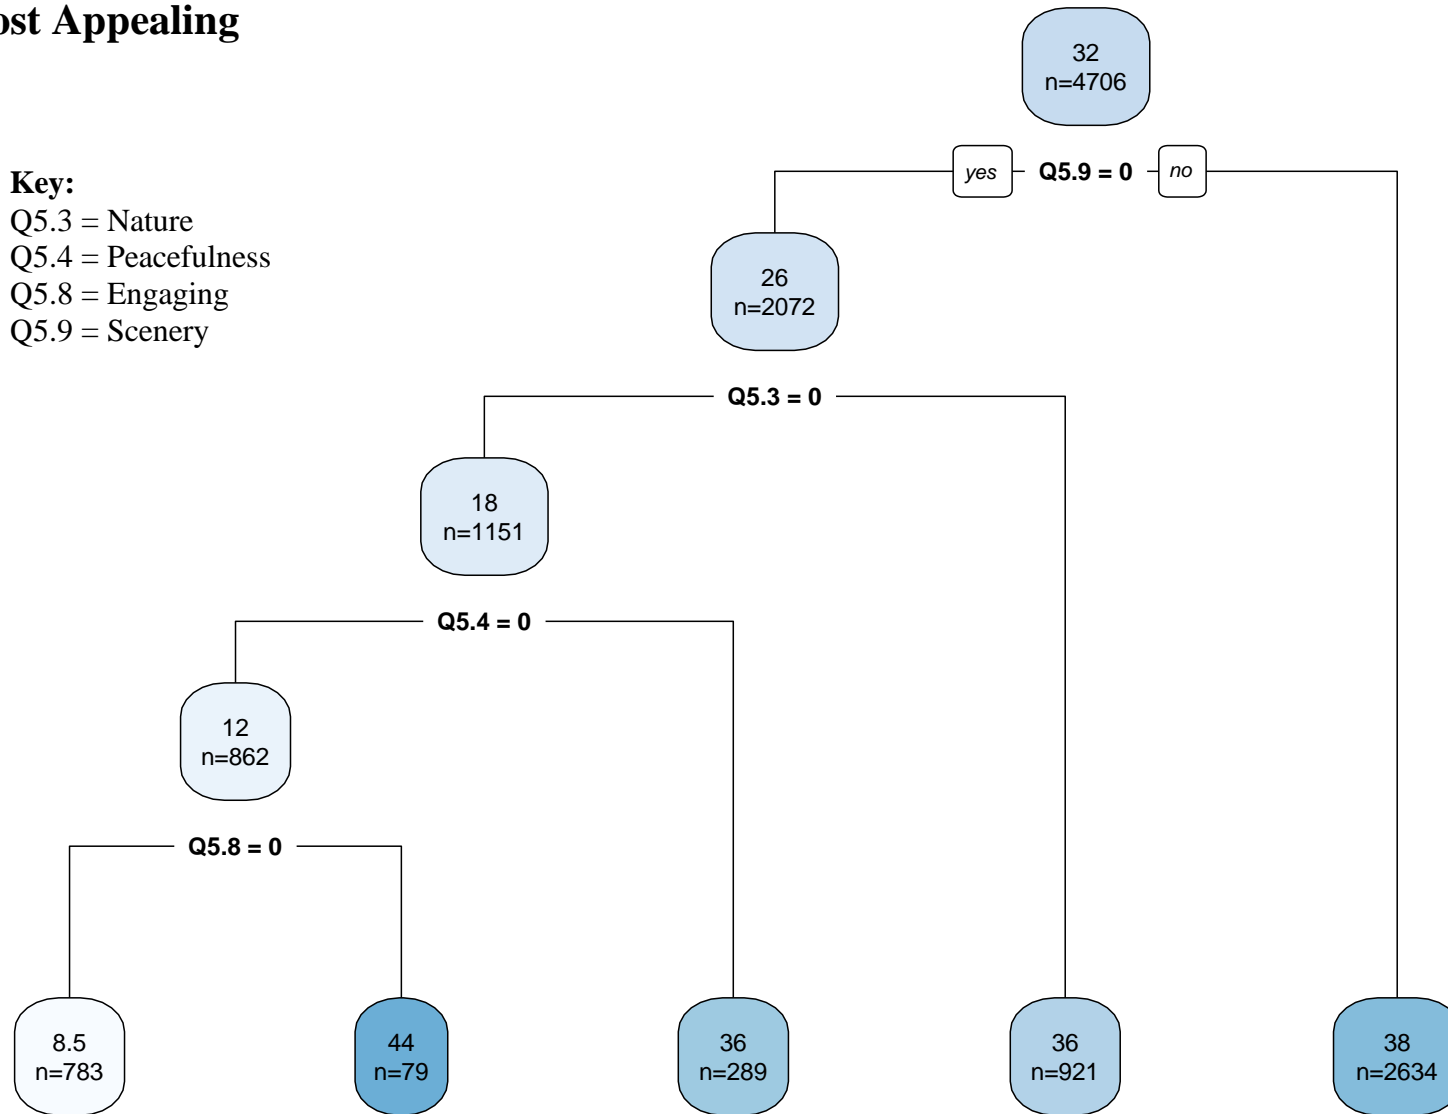 ost Appealing
32
n=4706
Key:
Q5.3 = Nature
Q5.4 = Peacefulness
Q5.8 = Engaging
Q5.9 = Scenery
yes
Q5.9 = 0
no
26
n=2072
Q5.3 = 0
18
n=1151
Q5.4 = 0
12
n=862
Q5.8 = 0
8.5
n=783
44
n=79
36
n=289
36
n=921
38
n=2634